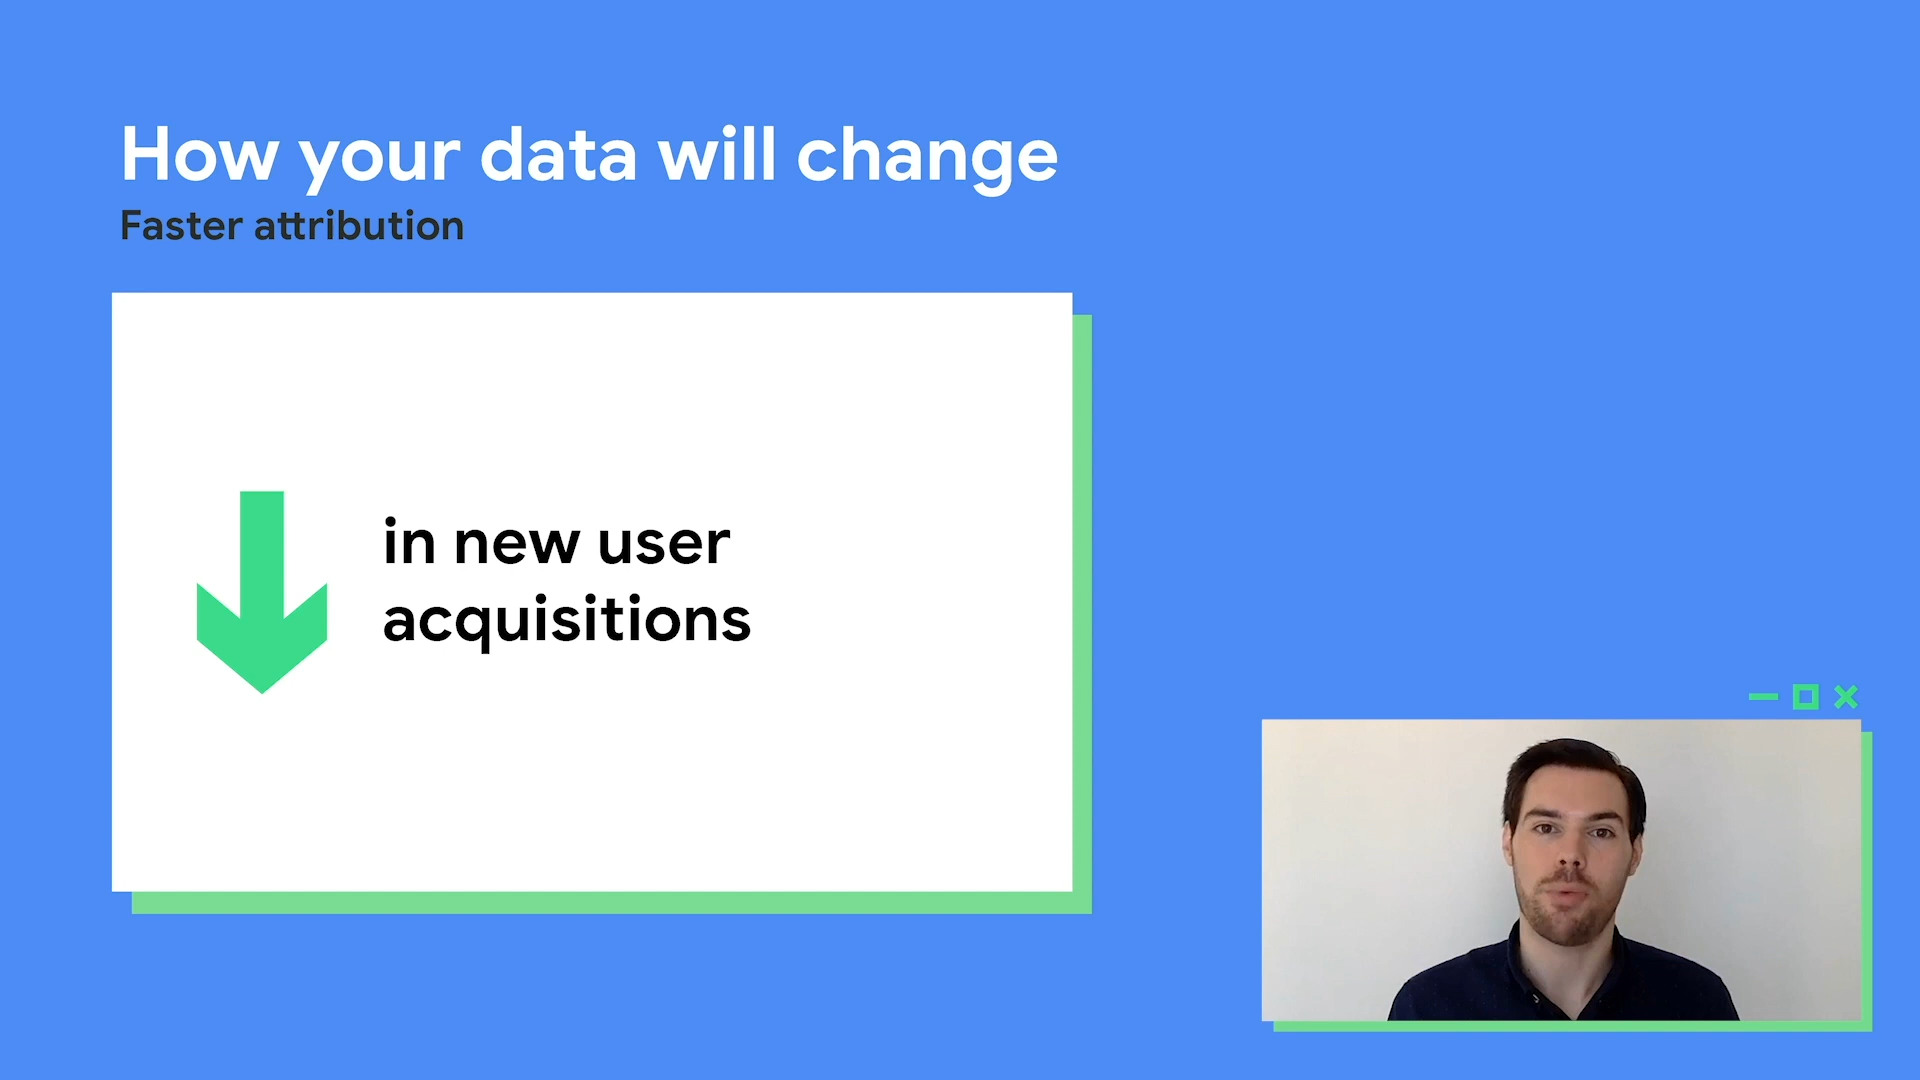 How your data will change
Faster attribution
in new user
acquisitions